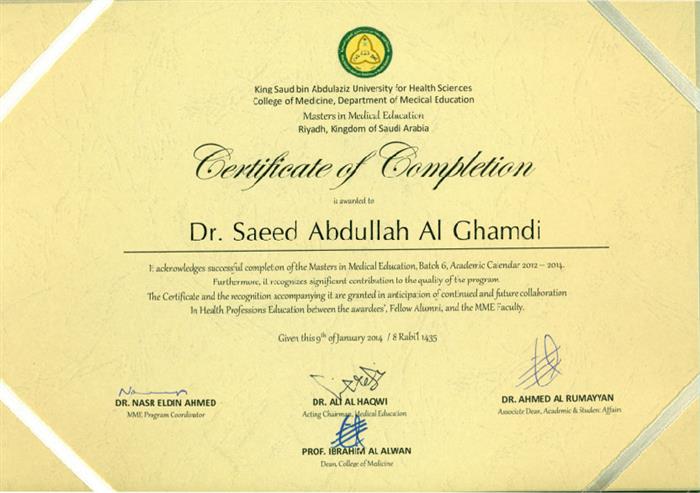 King Saud bin Abdulaziz University for Health Sciences
College of Medicine, Department of Medical Education
Masters in Medical Education
Riyadh, Kingdom of Saudi Arabia
Certificate of Completion
is awarded to
Dr. Saeed Abdullah Al Ghamdi
It acknowledges successful completion of the Masters in Medical Education, Batch 6, Academic Calendar 2012 – 2014.
Furthermore, it recognizes significant contribution to the quality of the program.
The Certificate and the recognition accompanying it are granted in anticipation of continued and future collaboration
In Health Professions Education between the awardees', Fellow Alumni, and the MME Faculty.
Given this 9th of January 2014 / 8 Rabi'I 1435
DR. NASR ELDIN AHMED
MME Program Coordinator
DR. ALI AL HAQWI
Acting Chairman, Medical Education
DR. AHMED AL RUMAYYAN
Associate Dean, Academic & Student Affairs
PROF. IBRAHIM AL ALWAN
Dean, College of Medicine